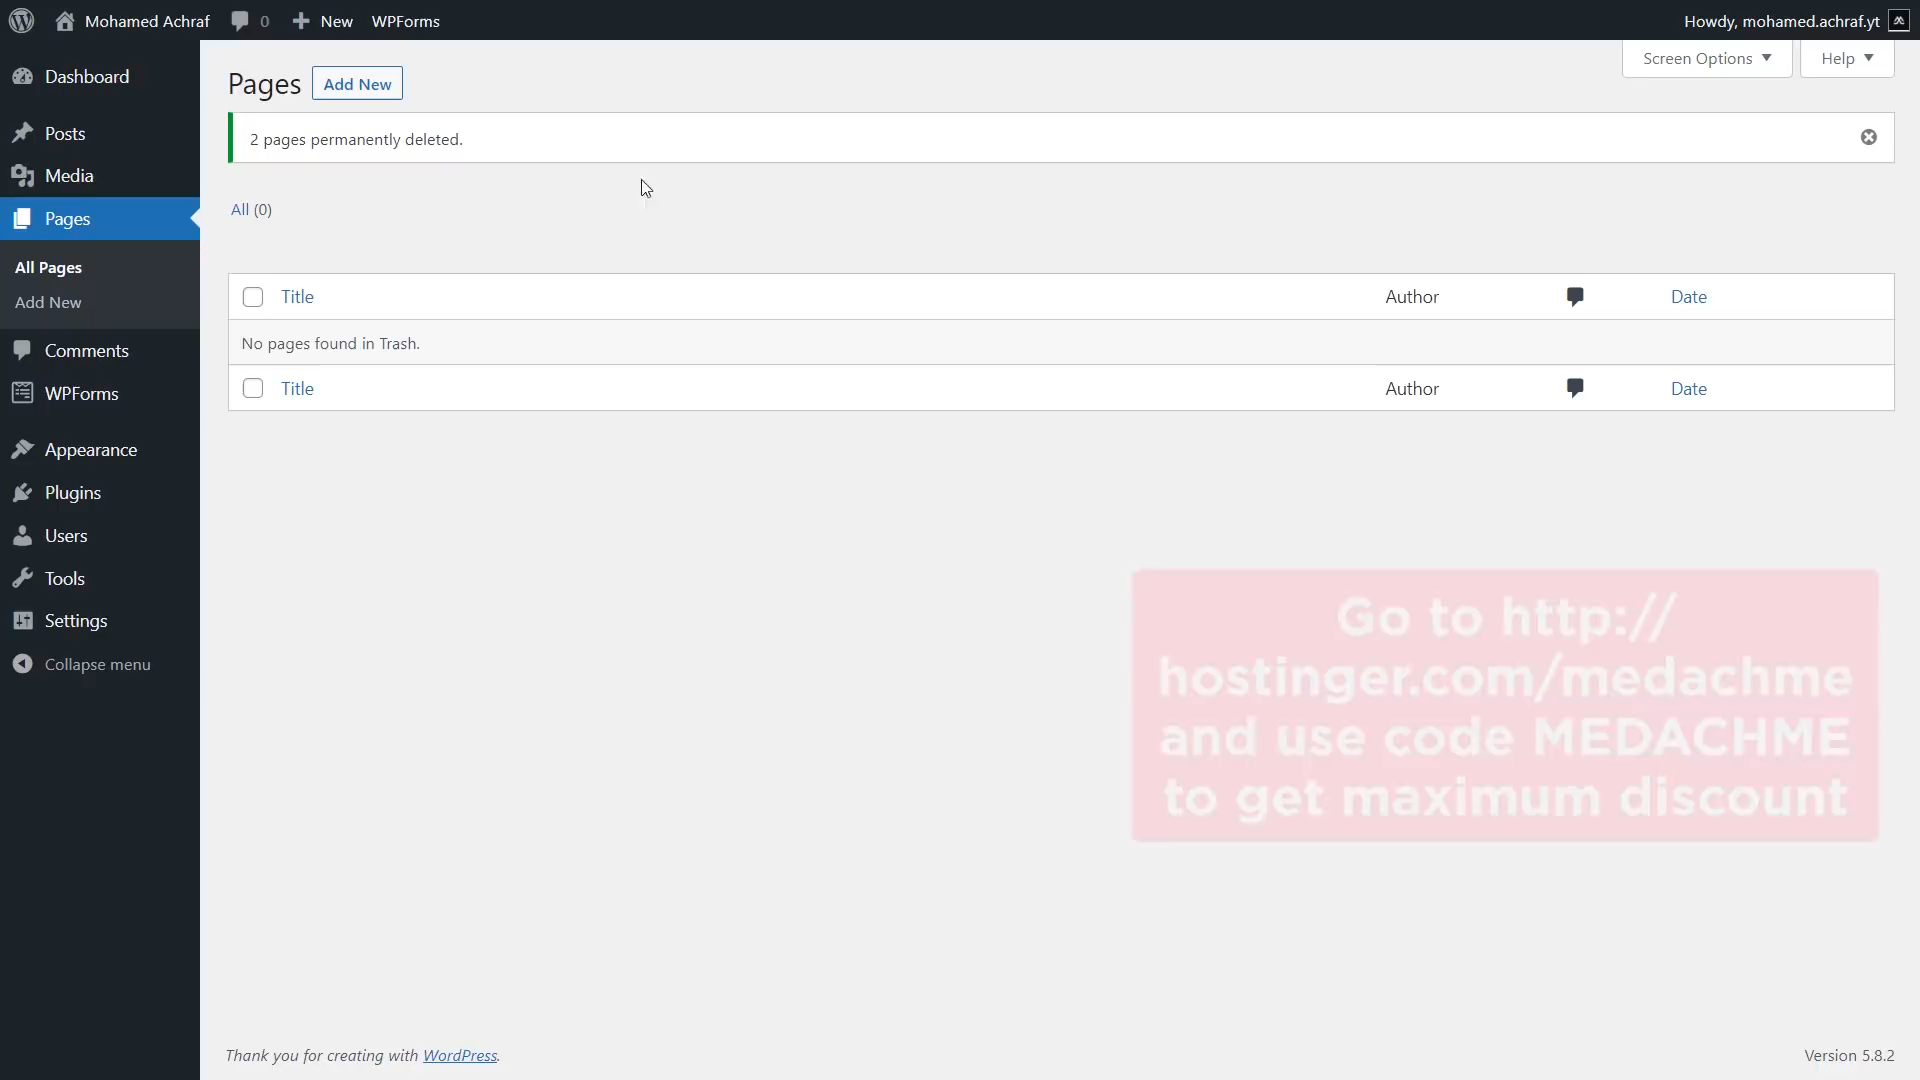 Mohamed Achraf 0 New WPForms Howdy, mohamed.achraf.yt
Screen Options Help
Dashboard
Posts
Media
Pages
All Pages
Add New
Comments
WPForms
Appearance
Plugins
Users
Tools
Settings
Collapse menu
Pages Add New
2 pages permanently deleted.
All (0)
Title Author Date
No pages found in Trash.
Title Author Date
Go to http://
hostinger.com/medachme
and use code MEDACHME
to get maximum discount
Thank you for creating with WordPress. Version 5.8.2